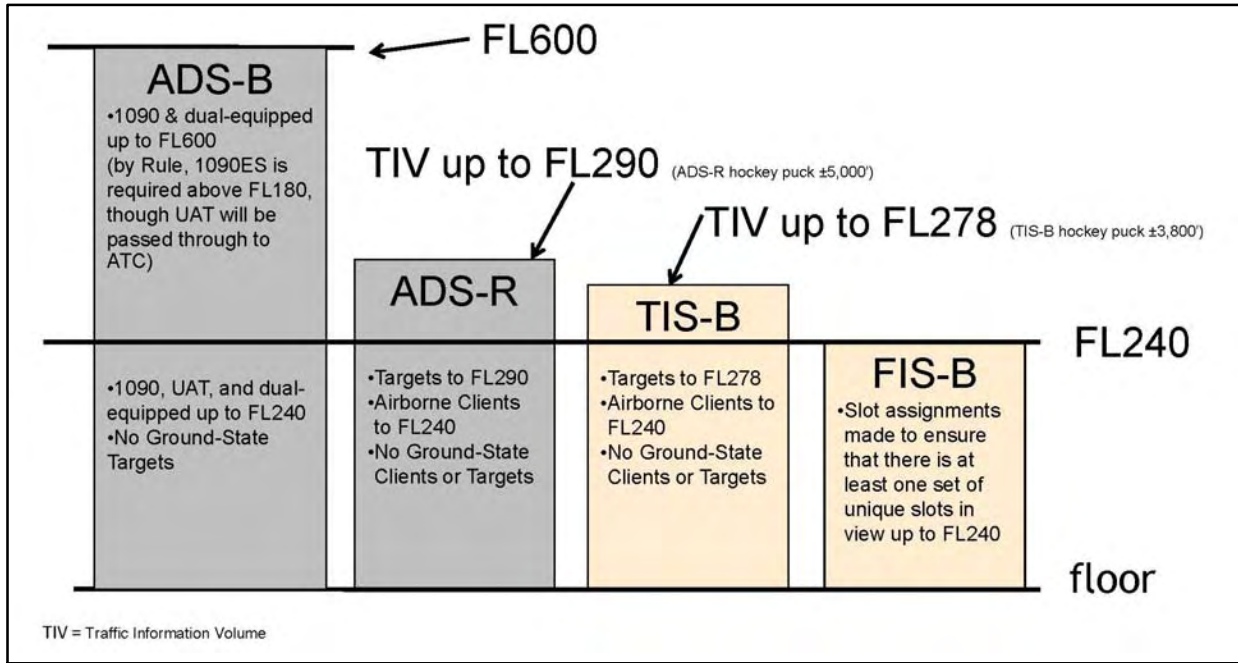 FL600
ADS-B
•1090 & dual-equipped
up to FL600
(by Rule, 1090ES is
required above FL180,
though UAT will be
passed through to
ATC)
TIV up to FL290 (ADS-R hockey puck ±5,000’)
TIV up to FL278 (TIS-B hockey puck ±3,800’)
ADS-R
TIS-B
FL240
•1090, UAT, and dual-
equipped up to FL240
•No Ground-State
Targets
•Targets to FL290
•Airborne Clients
to FL240
•No Ground-State
Clients or Targets
•Targets to FL278
•Airborne Clients to
FL240
•No Ground-State
Clients or Targets
FIS-B
•Slot assignments
made to ensure
that there is at
least one set of
unique slots in
view up to FL240
floor
TIV = Traffic Information Volume